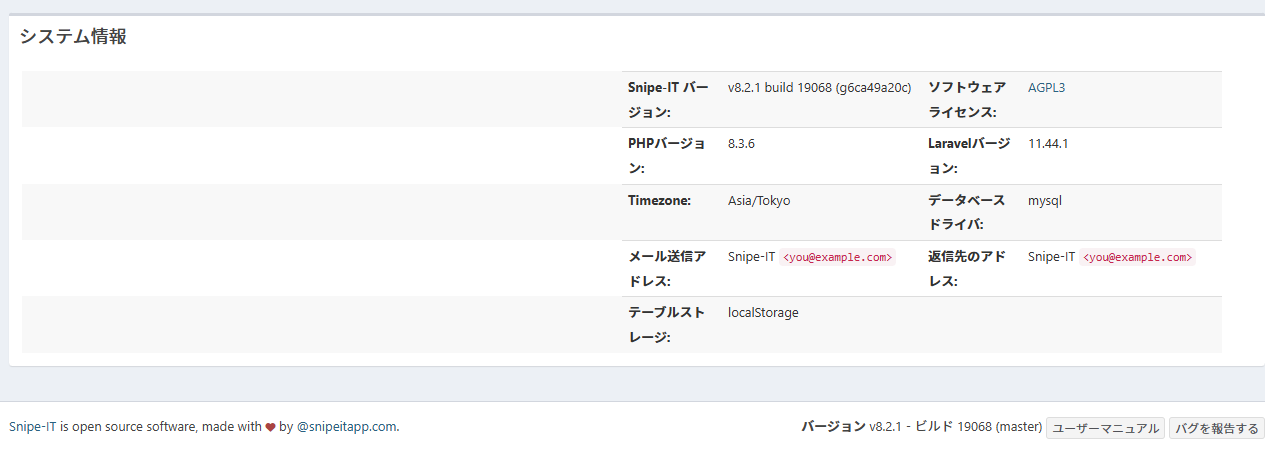 システム情報
Snipe-IT バー
ジョン:
v8.2.1 build 19068 (g6ca49a20c)
ソフトウェア
ライセンス:
AGPL3
PHPバージョ
ン:
8.3.6
Laravelバージ
ョン:
11.44.1
Timezone:
Asia/Tokyo
データベース
ドライバ:
mysql
メール送信ア
ドレス:
Snipe-IT <you@example.com>
返信先のアド
レス:
Snipe-IT <you@example.com>
テーブルスト
レージ:
localStorage
Snipe-IT is open source software, made with ❤ by @snipeitapp.com.
バージョン v8.2.1 - ビルド 19068 (master) ユーザーマニュアル バグを報告する